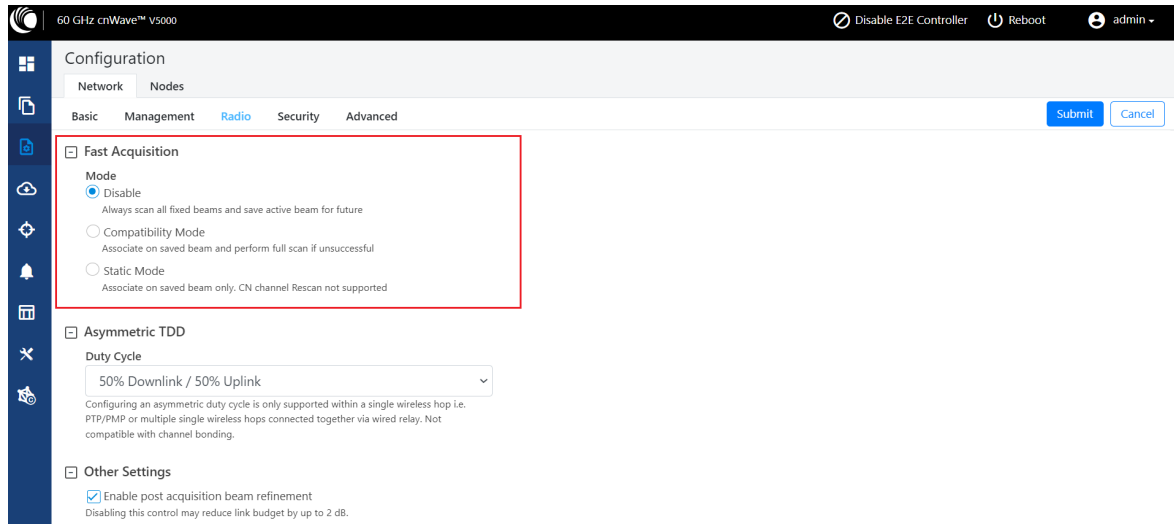 60 GHz cnWave™ V5000
Disable E2E Controller
Reboot
admin
Configuration
Network Nodes
Basic Management Radio Security Advanced
Submit Cancel
Fast Acquisition
Mode
Disable
Always scan all fixed beams and save active beam for future
Compatibility Mode
Associate on saved beam and perform full scan if unsuccessful
Static Mode
Associate on saved beam only. CN channel Rescan not supported
Asymmetric TDD
Duty Cycle
50% Downlink / 50% Uplink
Configuring an asymmetric duty cycle is only supported within a single wireless hop i.e.
PTP/PMP or multiple single wireless hops connected together via wired relay. Not
compatible with channel bonding.
Other Settings
Enable post acquisition beam refinement
Disabling this control may reduce link budget by up to 2 dB.